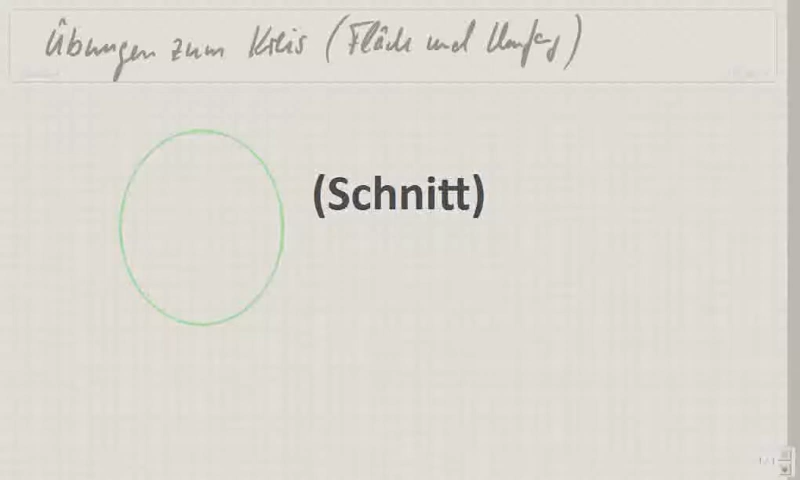 Übungen zum Kreis (Fläche und Umfang)
(Schnitt)